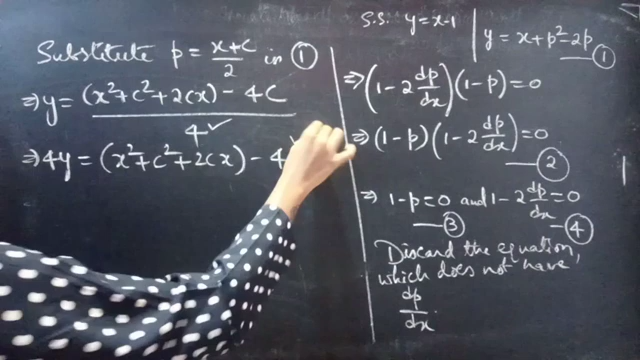 Substitute p = (x+c)/2 in ①
⇒ y = ((x²+c²+2cx) - 4c)/4 ✓
⇒ 4y = (x²+c²+2cx) - 4
S.S. y = x-1
y = x+p²-2p ①
⇒ (1-2 dp/dx)(1-p) = 0
⇒ (1-p)(1-2 dp/dx) = 0 ②
⇒ 1-p=0 and 1-2 dp/dx = 0
③ ④
Discard the equation,
which does not have
dp/dx.